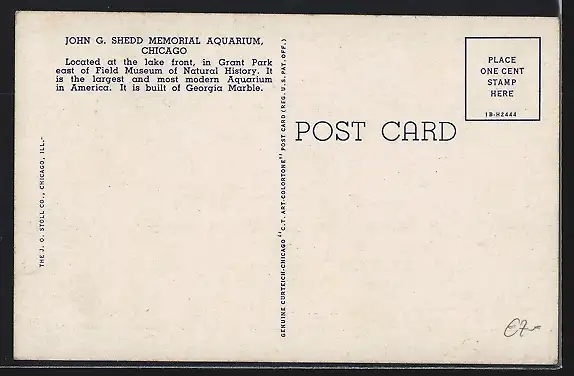 JOHN G. SHEDD MEMORIAL AQUARIUM,
CHICAGO
Located at the lake front, in Grant Park
east of Field Museum of Natural History. It
is the largest and most modern Aquarium
in America. It is built of Georgia Marble.
THE J. O. STOLL CO., CHICAGO, ILL.-
GENUINE CURTEICH-CHICAGO "C.T. ART-COLORTONE" POST CARD (REG. U. S. PAT. OFF.)
POST CARD
PLACE
ONE CENT
STAMP
HERE
1B-H2444
€7-